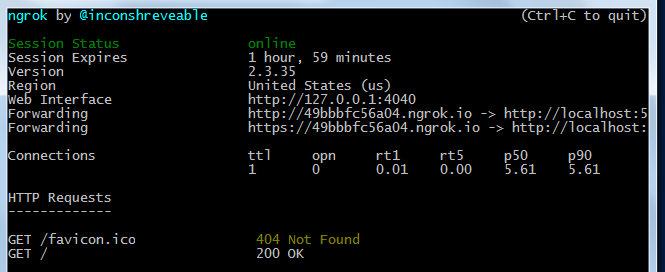 ngrok by @inconshreveable (Ctrl+C to quit)
Session Status online
Session Expires 1 hour, 59 minutes
Version 2.3.35
Region United States (us)
Web Interface http://127.0.0.1:4040
Forwarding http://49bbbfc56a04.ngrok.io -> http://localhost:5
Forwarding https://49bbbfc56a04.ngrok.io -> http://localhost:
Connections ttl opn rt1 rt5 p50 p90
1 0 0.01 0.00 5.61 5.61
HTTP Requests
-------------
GET /favicon.ico 404 Not Found
GET / 200 OK